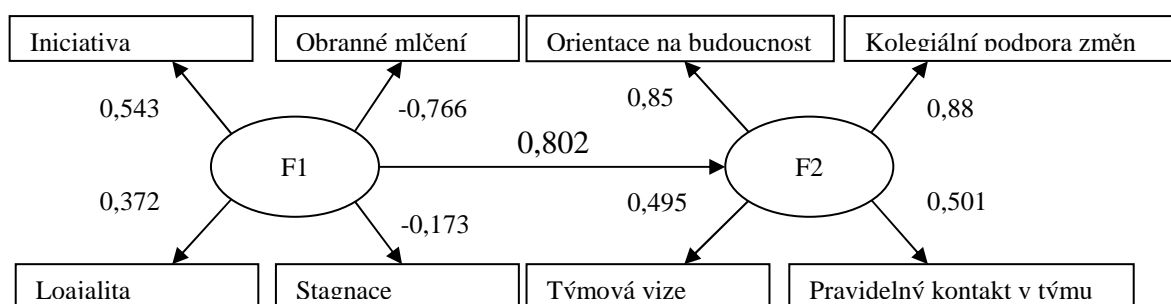 Iniciativa
Obranné mlčení
Orientace na budoucnost
Kolegiální podpora změn
0,543
-0,766
0,85
0,88
0,802
F1
F2
0,372
-0,173
0,495
0,501
Loajalita
Stagnace
Týmová vize
Pravidelný kontakt v týmu